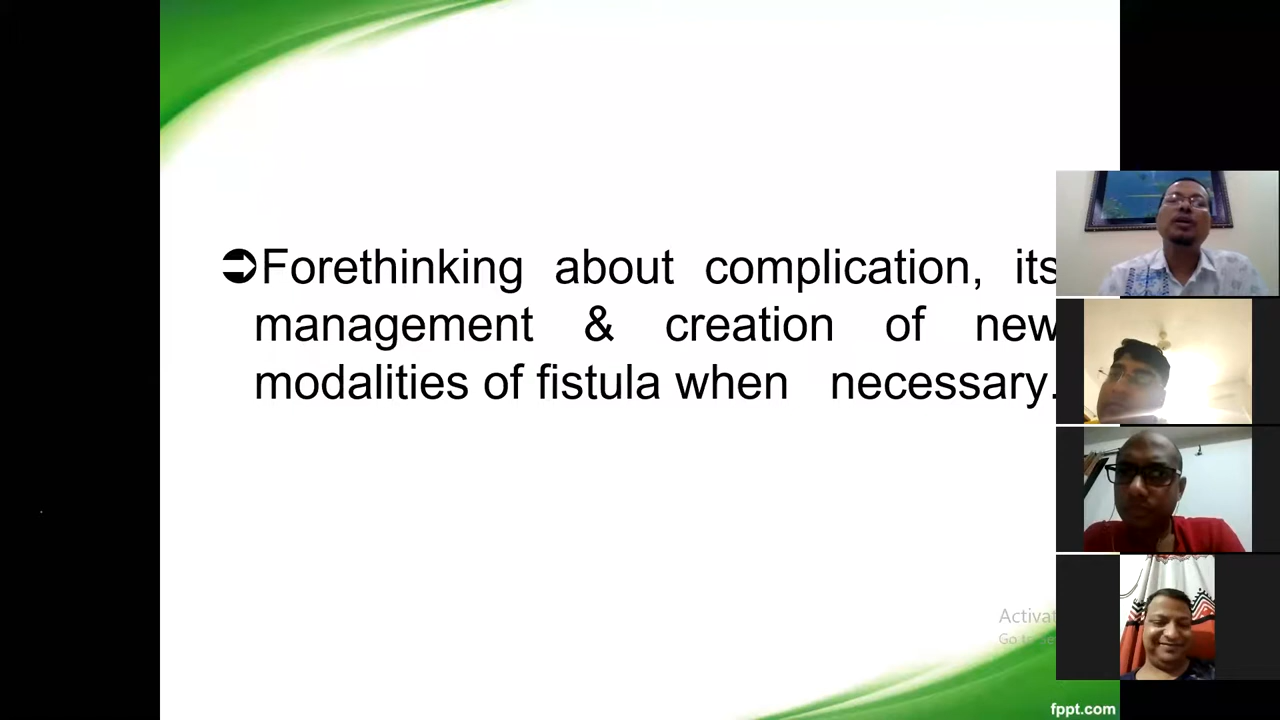 ➲Forethinking about complication, its
management & creation of new
modalities of fistula when necessary.
fppt.com